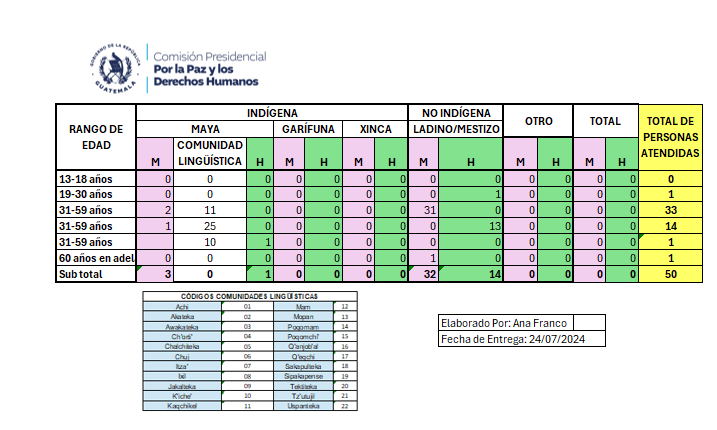 GOBIERNO DE LA REPÚBLICA
GUATEMALA
Comisión Presidencial
Por la Paz y los
Derechos Humanos
RANGO DE EDAD INDÍGENA NO INDÍGENA OTRO TOTAL TOTAL DE PERSONAS ATENDIDAS
MAYA GARÍFUNA XINCA LADINO/MESTIZO
M COMUNIDAD LINGÜÍSTICA H M H M H M H M H M H
13-18 años 0 0 0 0 0 0 0 0 0 0 0 0 0 0
19-30 años 0 0 0 0 0 0 0 0 1 0 0 0 0 1
31-59 años 2 11 0 0 0 0 0 31 0 0 0 0 0 33
31-59 años 1 25 0 0 0 0 0 0 13 0 0 0 0 14
31-59 años 10 1 0 0 0 0 0 0 0 0 0 0 1
60 años en adel 0 0 0 0 0 0 0 1 0 0 0 0 0 1
Sub total 3 0 1 0 0 0 0 32 14 0 0 0 0 50
CÓDIGOS COMUNIDADES LINGÜÍSTICAS
Achi 01 Mam 12
Akateka 02 Mopan 13
Awakateka 03 Poqomam 14
Ch'orti' 04 Poqomchi' 15
Chalchiteka 05 Q'anjob'al 16
Chuj 06 Q'eqchi 17
Itza' 07 Sakapulteka 18
Ixil 08 Sipakapense 19
Jakalteka 09 Tektiteka 20
K'iche' 10 Tz'utujil 21
Kaqchikel 11 Uspanteka 22
Elaborado Por: Ana Franco
Fecha de Entrega: 24/07/2024